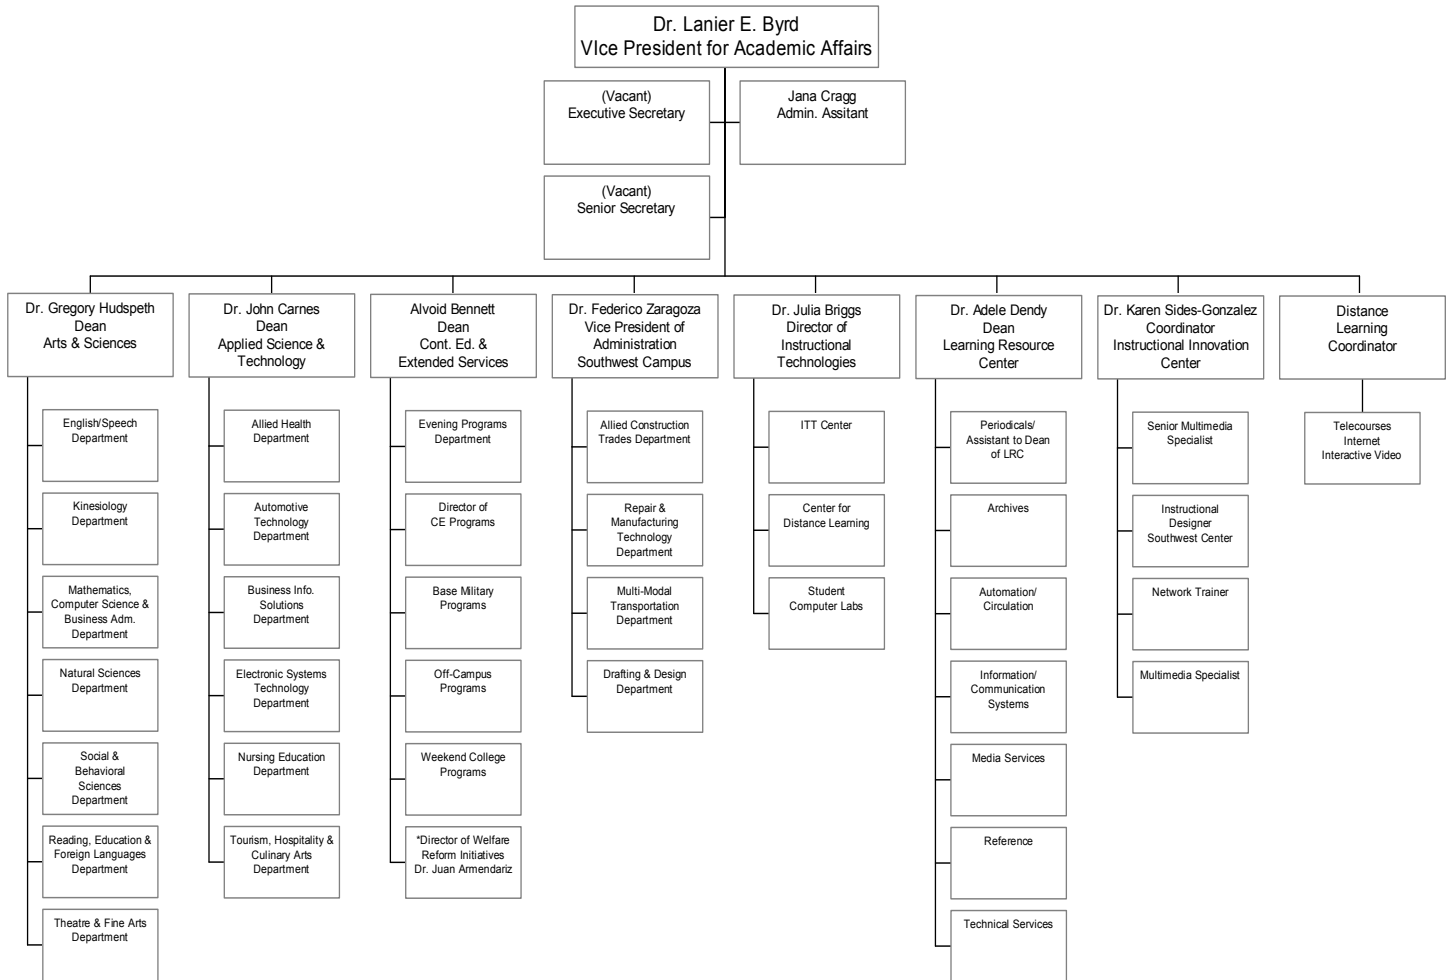 Dr. Lanier E. Byrd
VIce President for Academic Affairs
(Vacant)
Executive Secretary
Jana Cragg
Admin. Assitant
(Vacant)
Senior Secretary
Dr. Gregory Hudspeth
Dean
Arts & Sciences
English/Speech
Department
Kinesiology
Department
Mathematics,
Computer Science &
Business Adm.
Department
Natural Sciences
Department
Social &
Behavioral
Sciences
Department
Reading, Education &
Foreign Languages
Department
Theatre & Fine Arts
Department
Dr. John Carnes
Dean
Applied Science &
Technology
Allied Health
Department
Automotive
Technology
Department
Business Info.
Solutions
Department
Electronic Systems
Technology
Department
Nursing Education
Department
Tourism, Hospitality &
Culinary Arts
Department
Alvoid Bennett
Dean
Cont. Ed. &
Extended Services
Evening Programs
Department
Director of
CE Programs
Base Military
Programs
Off-Campus
Programs
Weekend College
Programs
*Director of Welfare
Reform Initiatives
Dr. Juan Armendariz
Dr. Federico Zaragoza
Vice President of
Administration
Southwest Campus
Allied Construction
Trades Department
Repair &
Manufacturing
Technology
Department
Multi-Modal
Transportation
Department
Drafting & Design
Department
Dr. Julia Briggs
Director of
Instructional
Technologies
ITT Center
Center for
Distance Learning
Student
Computer Labs
Dr. Adele Dendy
Dean
Learning Resource
Center
Periodicals/
Assistant to Dean
of LRC
Archives
Automation/
Circulation
Information/
Communication
Systems
Media Services
Reference
Technical Services
Dr. Karen Sides-Gonzalez
Coordinator
Instructional Innovation
Center
Senior Multimedia
Specialist
Instructional
Designer
Southwest Center
Network Trainer
Multimedia Specialist
Distance
Learning
Coordinator
Telecourses
Internet
Interactive Video